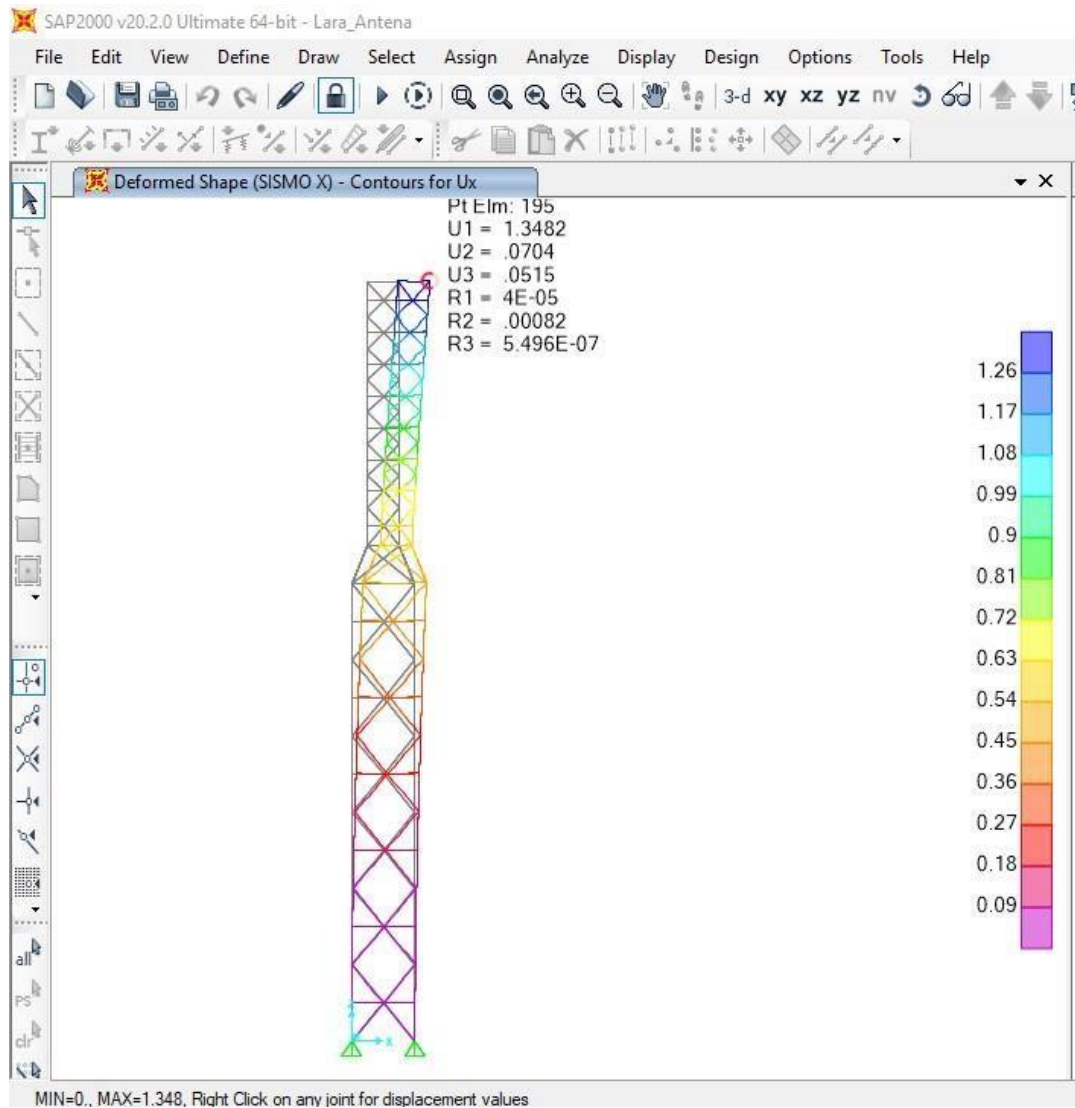 SAP2000 v20.2.0 Ultimate 64-bit - Lara_Antena
File Edit View Define Draw Select Assign Analyze Display Design Options Tools Help
3-d xy xz yz nv
Deformed Shape (SISMO X) - Contours for Ux
Pt Elm: 195
U1 = 1.3482
U2 = .0704
U3 = .0515
R1 = 4E-05
R2 = .00082
R3 = 5.496E-07
1.26
1.17
1.08
0.99
0.9
0.81
0.72
0.63
0.54
0.45
0.36
0.27
0.18
0.09
Z
X
all
PS
clr
MIN=0., MAX=1.348, Right Click on any joint for displacement values